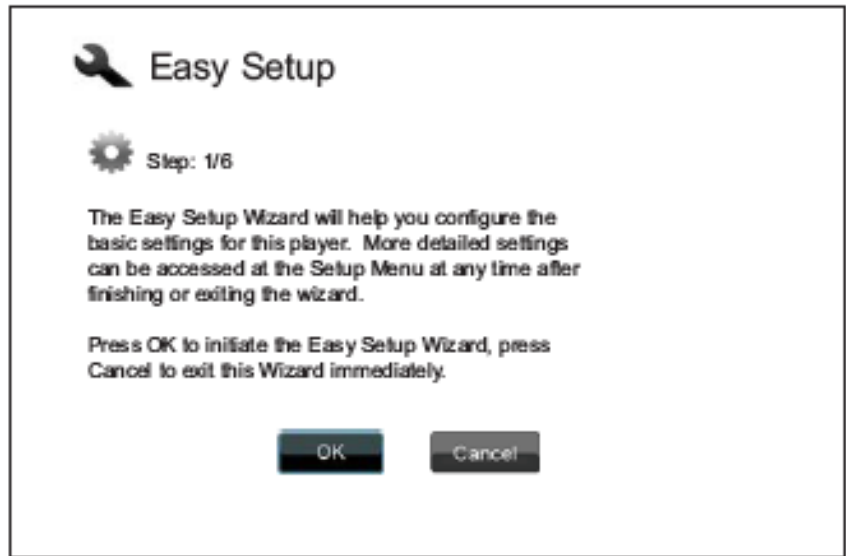 Easy Setup
Step: 1/6
The Easy Setup Wizard will help you configure the
basic settings for this player. More detailed settings
can be accessed at the Setup Menu at any time after
finishing or exiting the wizard.
Press OK to initiate the Easy Setup Wizard, press
Cancel to exit this Wizard immediately.
OK
Cancel